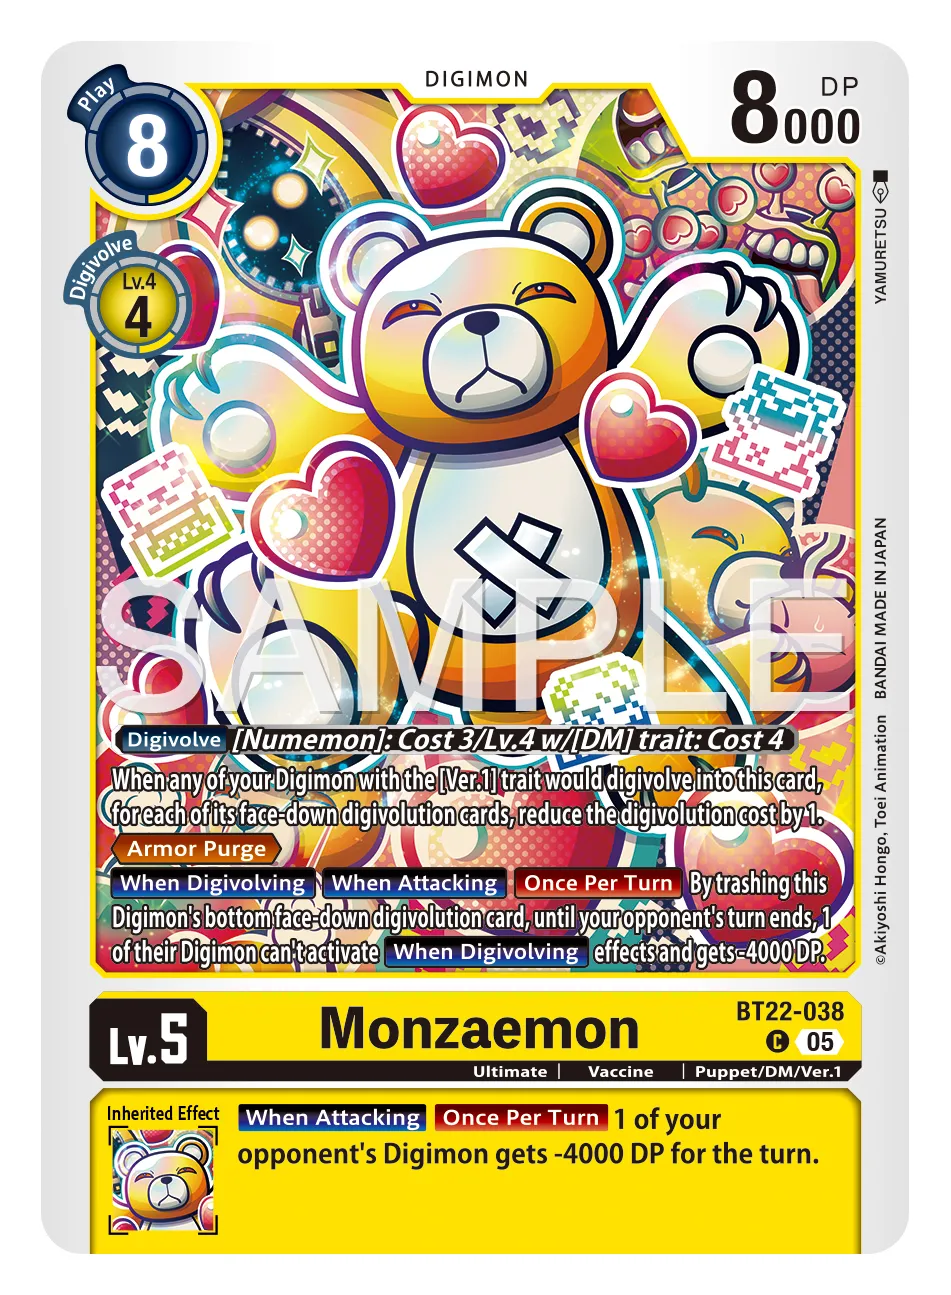 DIGIMON
Play
8
DP
8000
Digivolve
Lv.4
4
YAMURETSU
SAMPLE
Digivolve [Numemon]: Cost 3/Lv.4 w/[DM] trait: Cost 4
When any of your Digimon with the [Ver.1] trait would digivolve into this card,
for each of its face-down digivolution cards, reduce the digivolution cost by 1.
Armor Purge
When Digivolving When Attacking Once Per Turn By trashing this
Digimon's bottom face-down digivolution card, until your opponent's turn ends, 1
of their Digimon can't activate When Digivolving effects and gets -4000 DP.
©Akiyoshi Hongo, Toei Animation BANDAI MADE IN JAPAN
Lv.5
Monzaemon
BT22-038
C 05
Ultimate | Vaccine | Puppet/DM/Ver.1
Inherited Effect
When Attacking Once Per Turn 1 of your
opponent's Digimon gets -4000 DP for the turn.